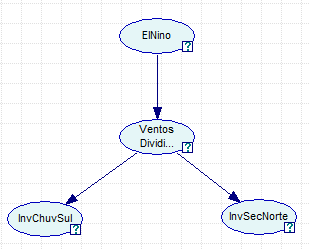 ElNino
?
Ventos
Dividi...
?
InvChuvSul
?
InvSecNorte
?